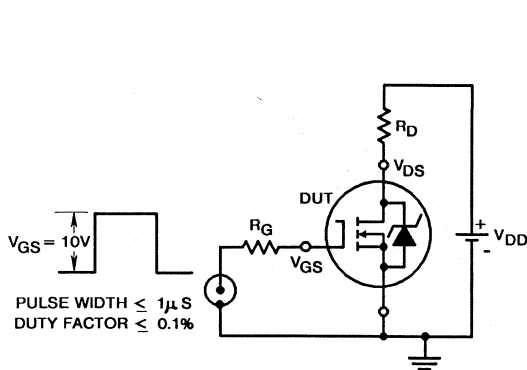 R_D
V_DS
DUT
R_G
V_GS = 10V
V_GS
+
V_DD
-
PULSE WIDTH ≤ 1μS
DUTY FACTOR ≤ 0.1%